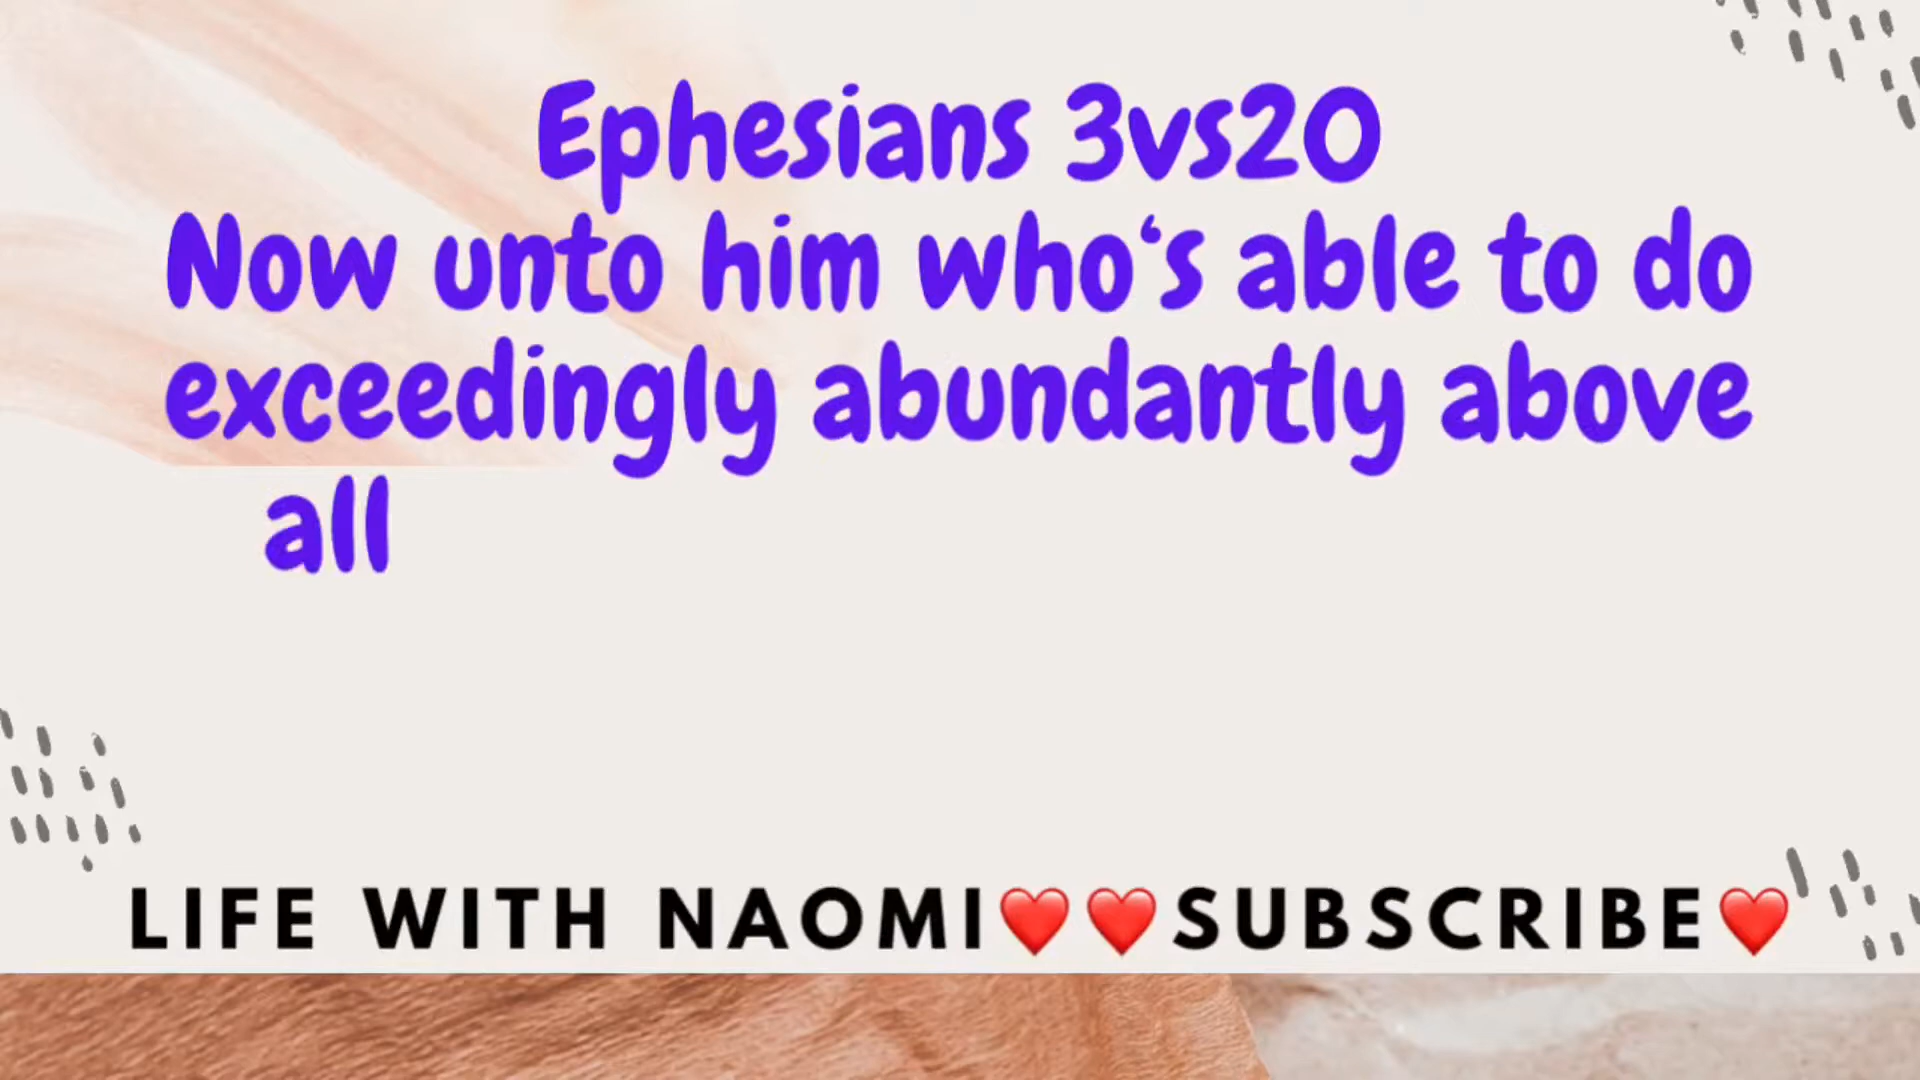 Ephesians 3vs20
Now unto him who‘s able to do
exceedingly abundantly above
all
LIFE WITH NAOMI❤️❤️SUBSCRIBE❤️